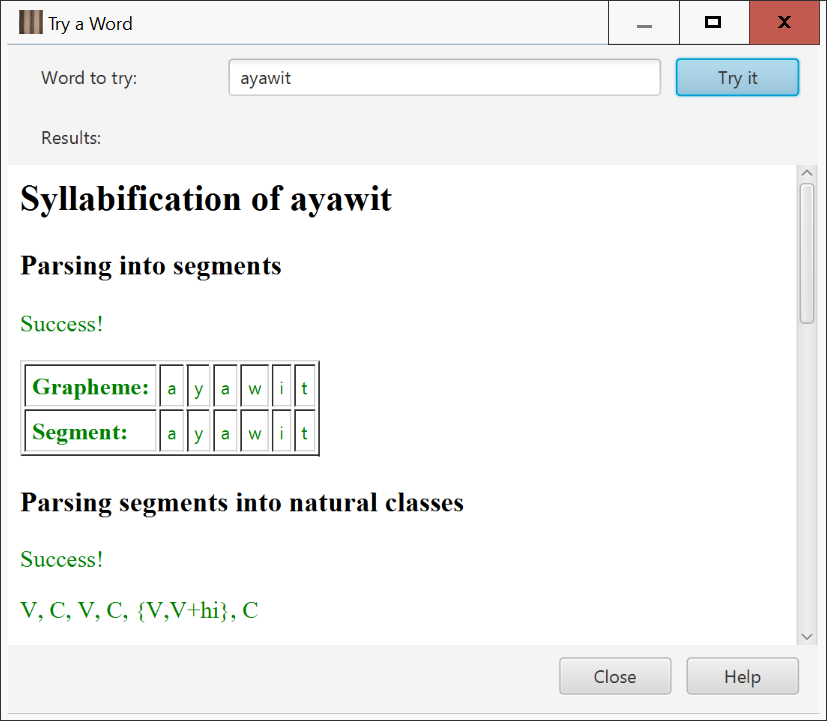 Try a Word
Word to try: ayawit Try it
Results:
Syllabification of ayawit
Parsing into segments
Success!
Grapheme: a y a w i t
Segment: a y a w i t
Parsing segments into natural classes
Success!
V, C, V, C, {V,V+hi}, C
Close Help